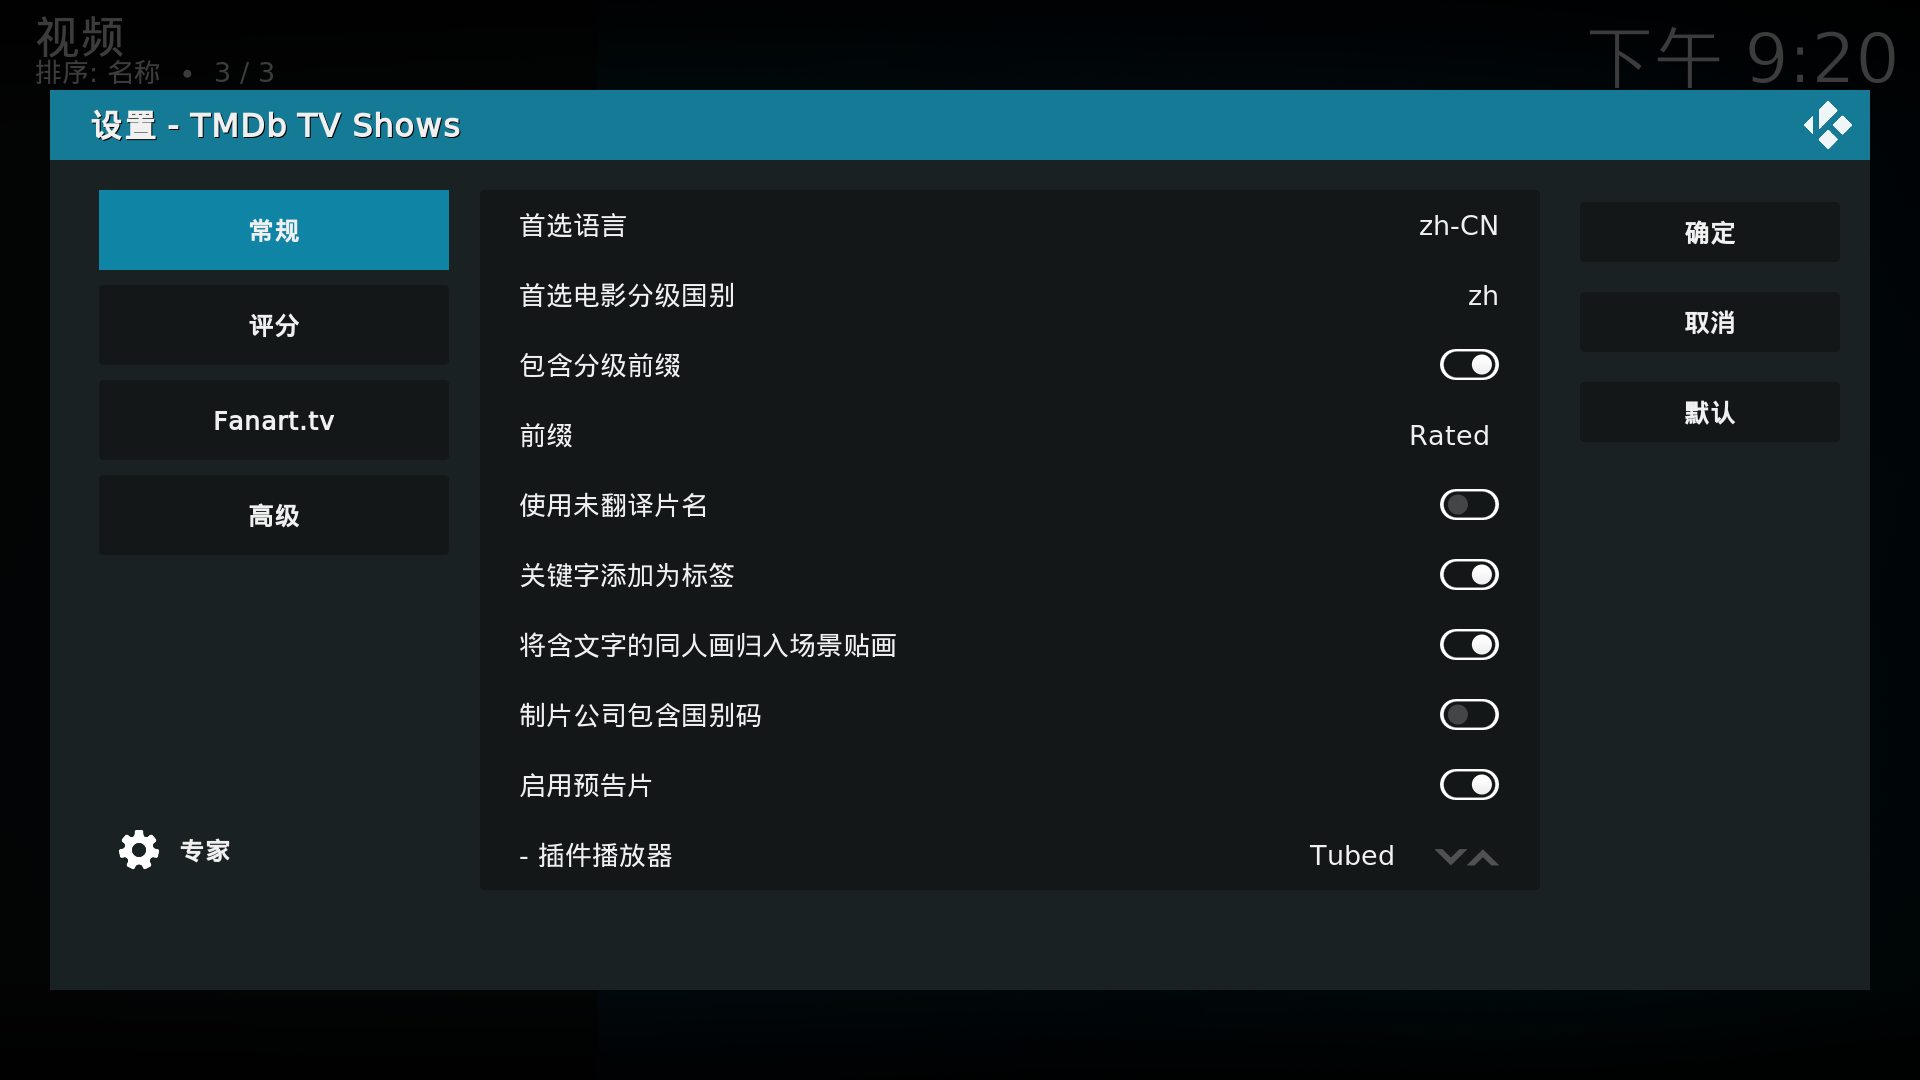 视频
排序: 名称 • 3 / 3
下午 9:20
设置 - TMDb TV Shows
常规
评分
Fanart.tv
高级
专家
首选语言 zh-CN
首选电影分级国别 zh
包含分级前缀
前缀 Rated
使用未翻译片名
关键字添加为标签
将含文字的同人画归入场景贴画
制片公司包含国别码
启用预告片
- 插件播放器 Tubed
确定
取消
默认